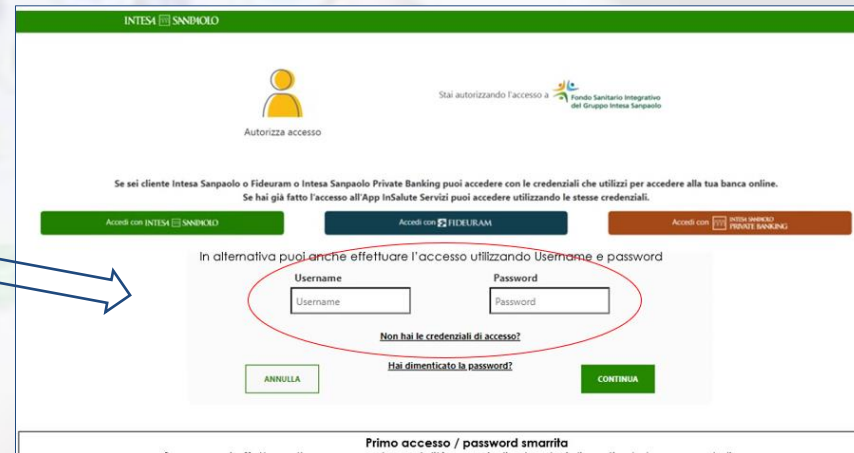 INTESA SANPAOLO
Stai autorizzando l'accesso a
Fondo Sanitario Integrativo
del Gruppo Intesa Sanpaolo
Autorizza accesso
Se sei cliente Intesa Sanpaolo o Fideuram o Intesa Sanpaolo Private Banking puoi accedere con le credenziali che utilizzi per accedere alla tua banca online.
Se hai già fatto l'accesso all'App InSalute Servizi puoi accedere utilizzando le stesse credenziali.
Accedi con INTESA SANPAOLO
Accedi con FIDEURAM
Accedi con INTESA SANPAOLO PRIVATE BANKING
In alternativa puoi anche effettuare l'accesso utilizzando Username e password
Username Password
Username Password
Non hai le credenziali di accesso?
Hai dimenticato la password?
ANNULLA CONTINUA
Primo accesso / password smarrita